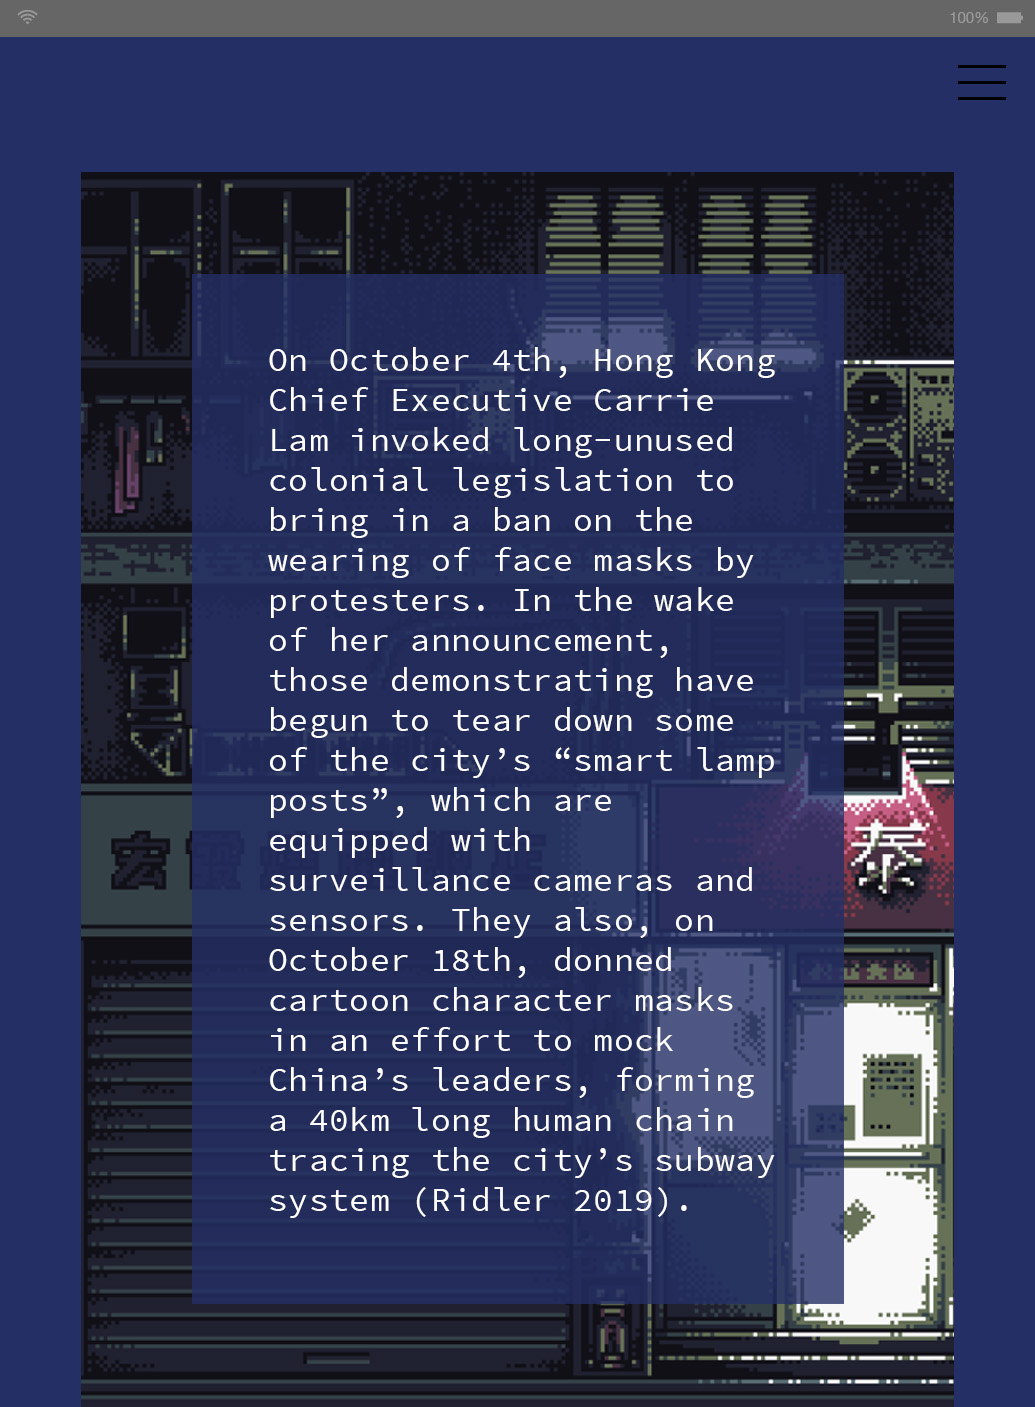 100%
On October 4th, Hong Kong
Chief Executive Carrie
Lam invoked long-unused
colonial legislation to
bring in a ban on the
wearing of face masks by
protesters. In the wake
of her announcement,
those demonstrating have
begun to tear down some
of the city’s “smart lamp
posts”, which are
equipped with
surveillance cameras and
sensors. They also, on
October 18th, donned
cartoon character masks
in an effort to mock
China’s leaders, forming
a 40km long human chain
tracing the city’s subway
system (Ridler 2019).
宏
泰